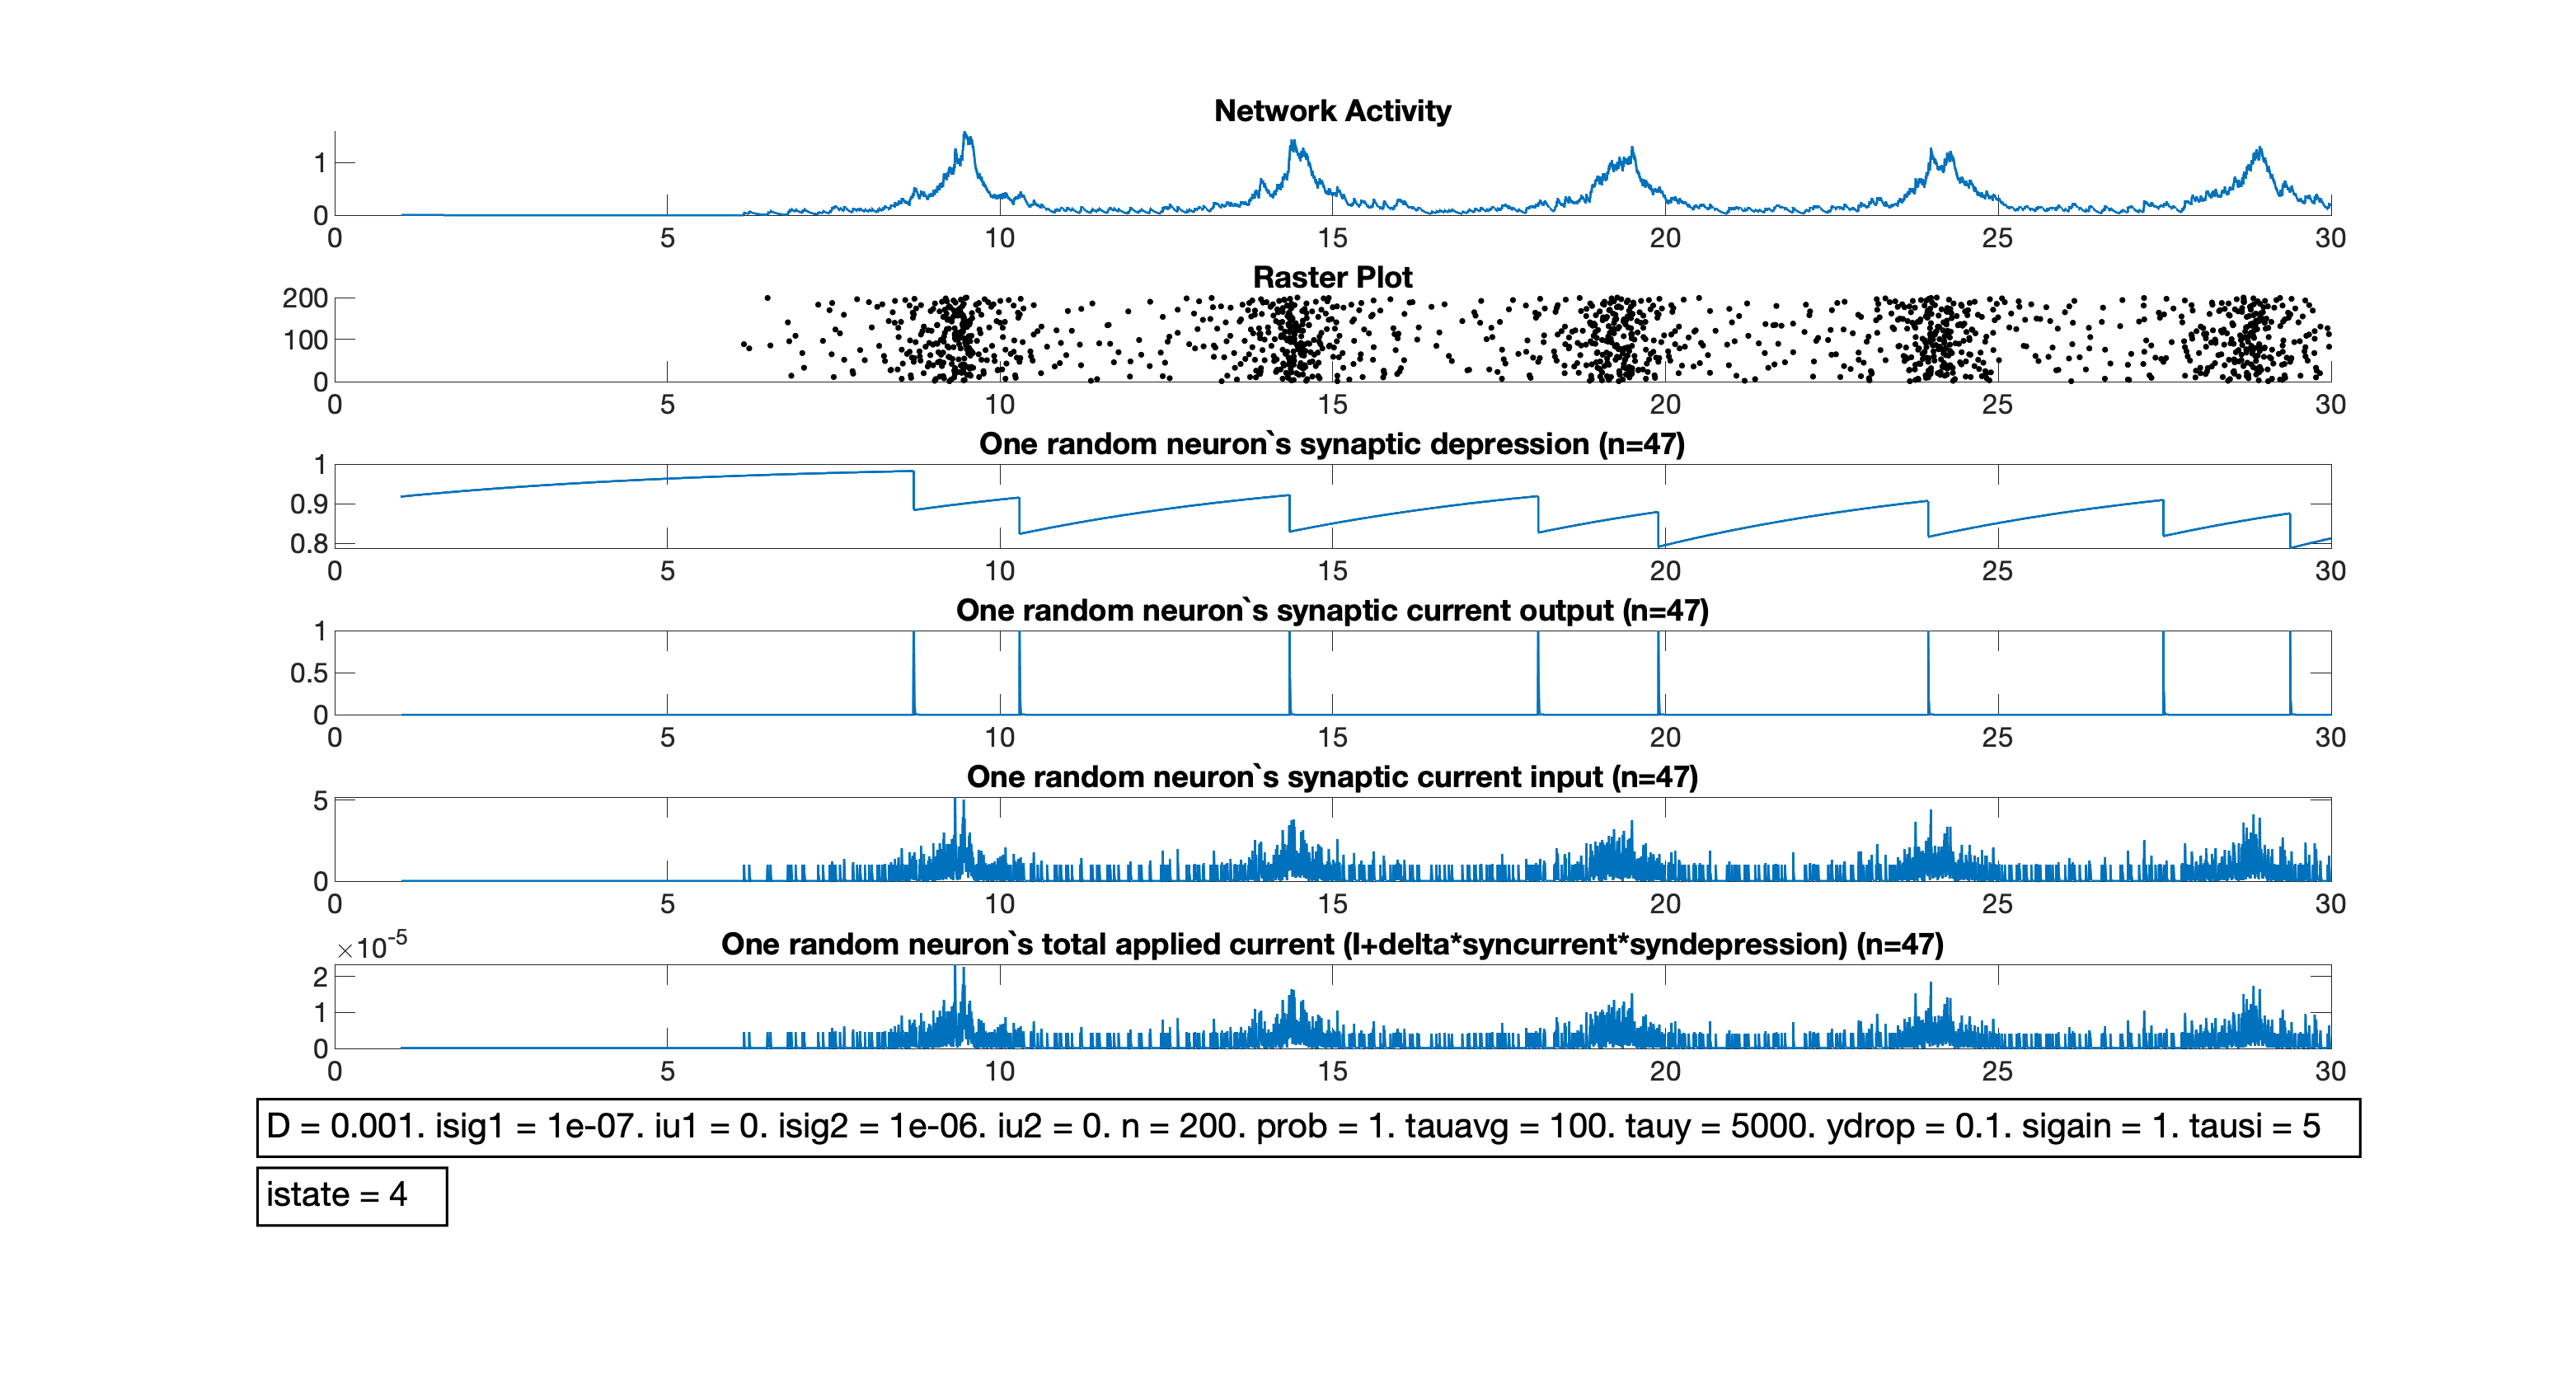 Network Activity
1
0
0 5 10 15 20 25 30
Raster Plot
200
100
0
0 5 10 15 20 25 30
One random neuron`s synaptic depression (n=47)
1
0.9
0.8
0 5 10 15 20 25 30
One random neuron`s synaptic current output (n=47)
1
0.5
0
0 5 10 15 20 25 30
One random neuron`s synaptic current input (n=47)
5
0
0 5 10 15 20 25 30
×10-5
One random neuron`s total applied current (I+delta*syncurrent*syndepression) (n=47)
2
1
0
0 5 10 15 20 25 30
D = 0.001. isig1 = 1e-07. iu1 = 0. isig2 = 1e-06. iu2 = 0. n = 200. prob = 1. tauavg = 100. tauy = 5000. ydrop = 0.1. sigain = 1. tausi = 5
istate = 4